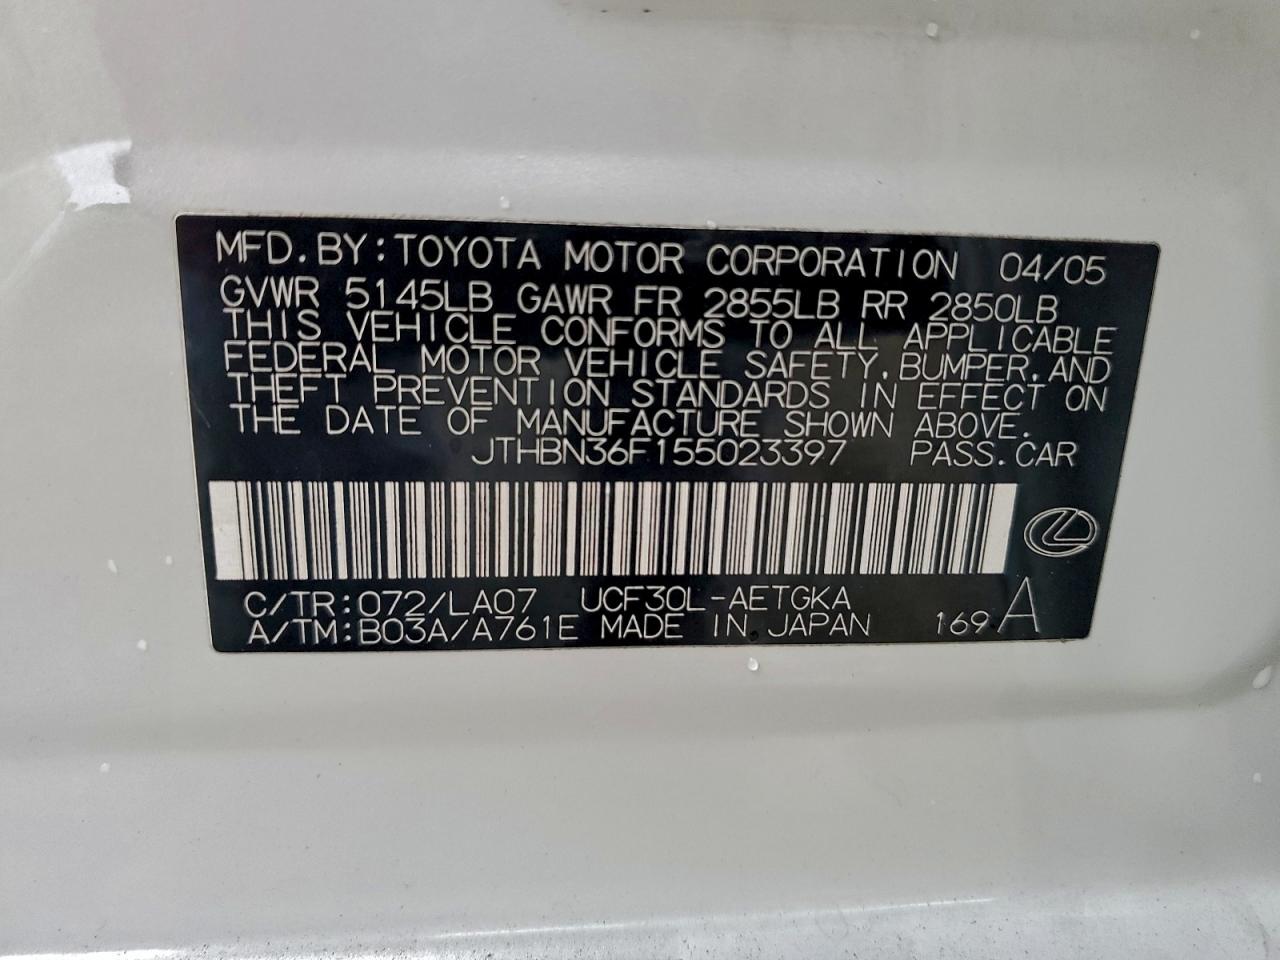 MFD. BY: TOYOTA MOTOR CORPORATION 04/05
GVWR 5145LB GAWR FR 2855LB RR 2850LB
THIS VEHICLE CONFORMS TO ALL APPLICABLE
FEDERAL MOTOR VEHICLE SAFETY, BUMPER, AND
THEFT PREVENTION STANDARDS IN EFFECT ON
THE DATE OF MANUFACTURE SHOWN ABOVE.
JTHBN36F155023397 PASS. CAR
C/TR: 072/LA07 UCF30L-AETGKA
A/TM: B03A/A761E MADE IN JAPAN 169 A